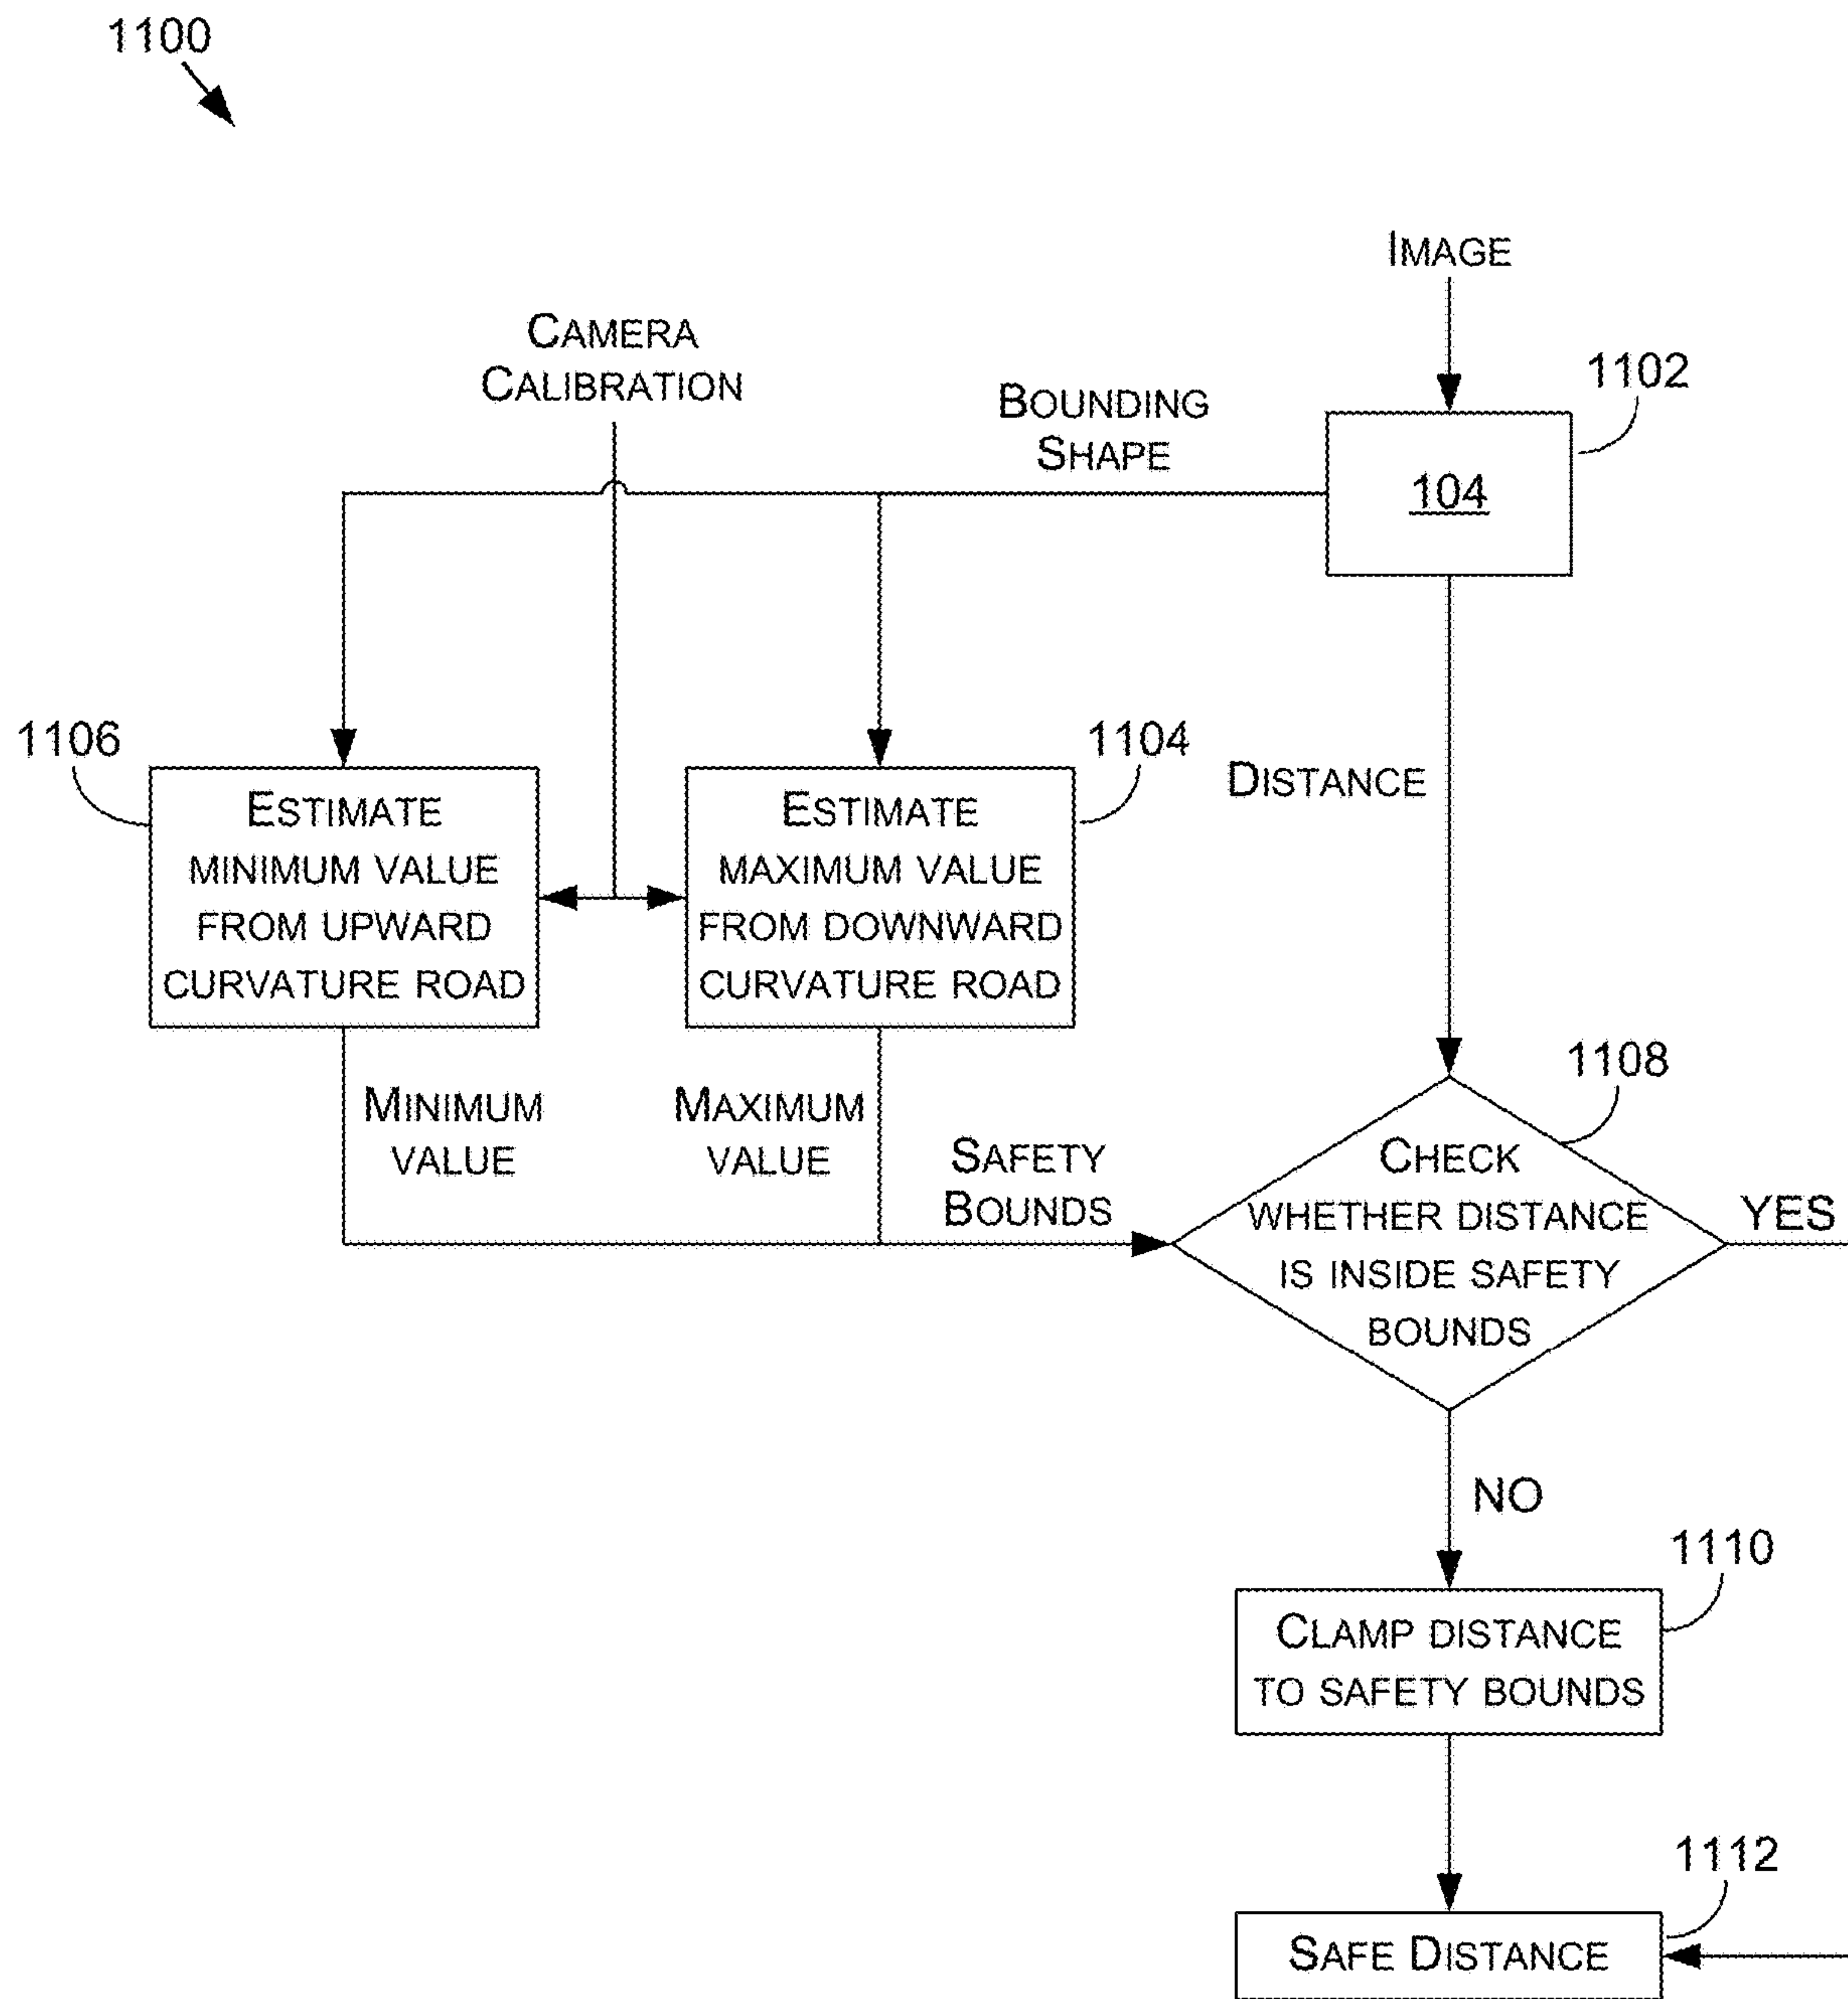 1100
IMAGE
CAMERA
CALIBRATION
BOUNDING
SHAPE
1102
104
1106
1104
ESTIMATE
MINIMUM VALUE
FROM UPWARD
CURVATURE ROAD
ESTIMATE
MAXIMUM VALUE
FROM DOWNWARD
CURVATURE ROAD
DISTANCE
1108
MINIMUM
VALUE
MAXIMUM
VALUE
SAFETY
BOUNDS
CHECK
WHETHER DISTANCE
IS INSIDE SAFETY
BOUNDS
YES
NO
1110
CLAMP DISTANCE
TO SAFETY BOUNDS
1112
SAFE DISTANCE